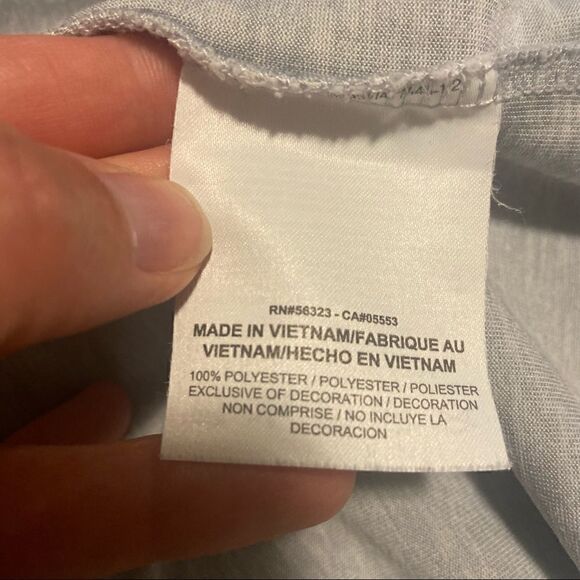 RN#56323 - CA#05553
MADE IN VIETNAM/FABRIQUE AU
VIETNAM/HECHO EN VIETNAM
100% POLYESTER / POLYESTER / POLIESTER
EXCLUSIVE OF DECORATION / DECORATION
NON COMPRISE / NO INCLUYE LA
DECORACION